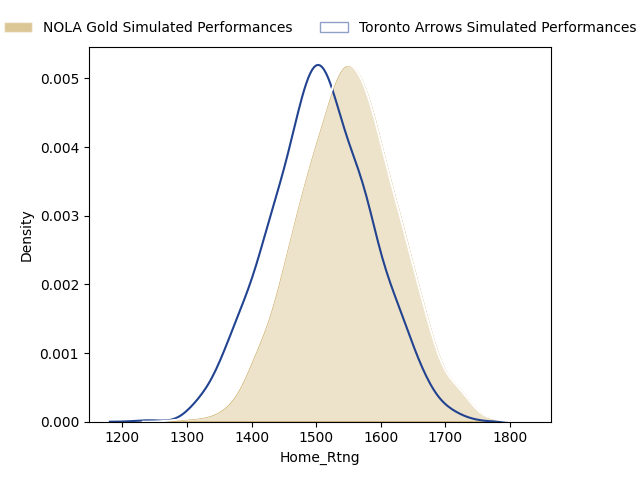 NOLA Gold Simulated Performances Toronto Arrows Simulated Performances
0.005
0.004
0.003
0.002
0.001
0.000
Density
1200 1300 1400 1500 1600 1700 1800
Home_Rtng